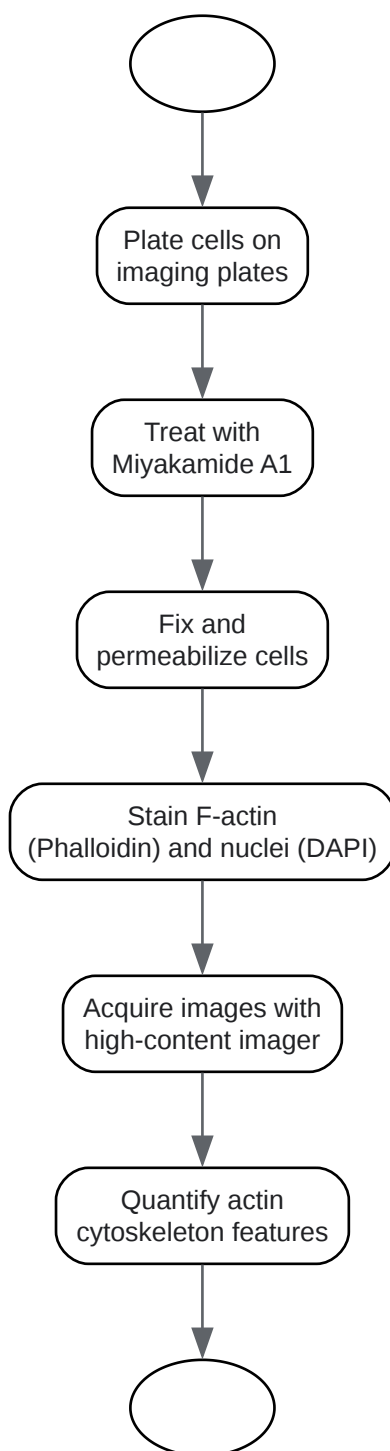 Plate cells on
imaging plates
Treat with
Miyakamide A1
Fix and
permeabilize cells
Stain F-actin
(Phalloidin) and nuclei (DAPI)
Acquire images with
high-content imager
Quantify actin
cytoskeleton features